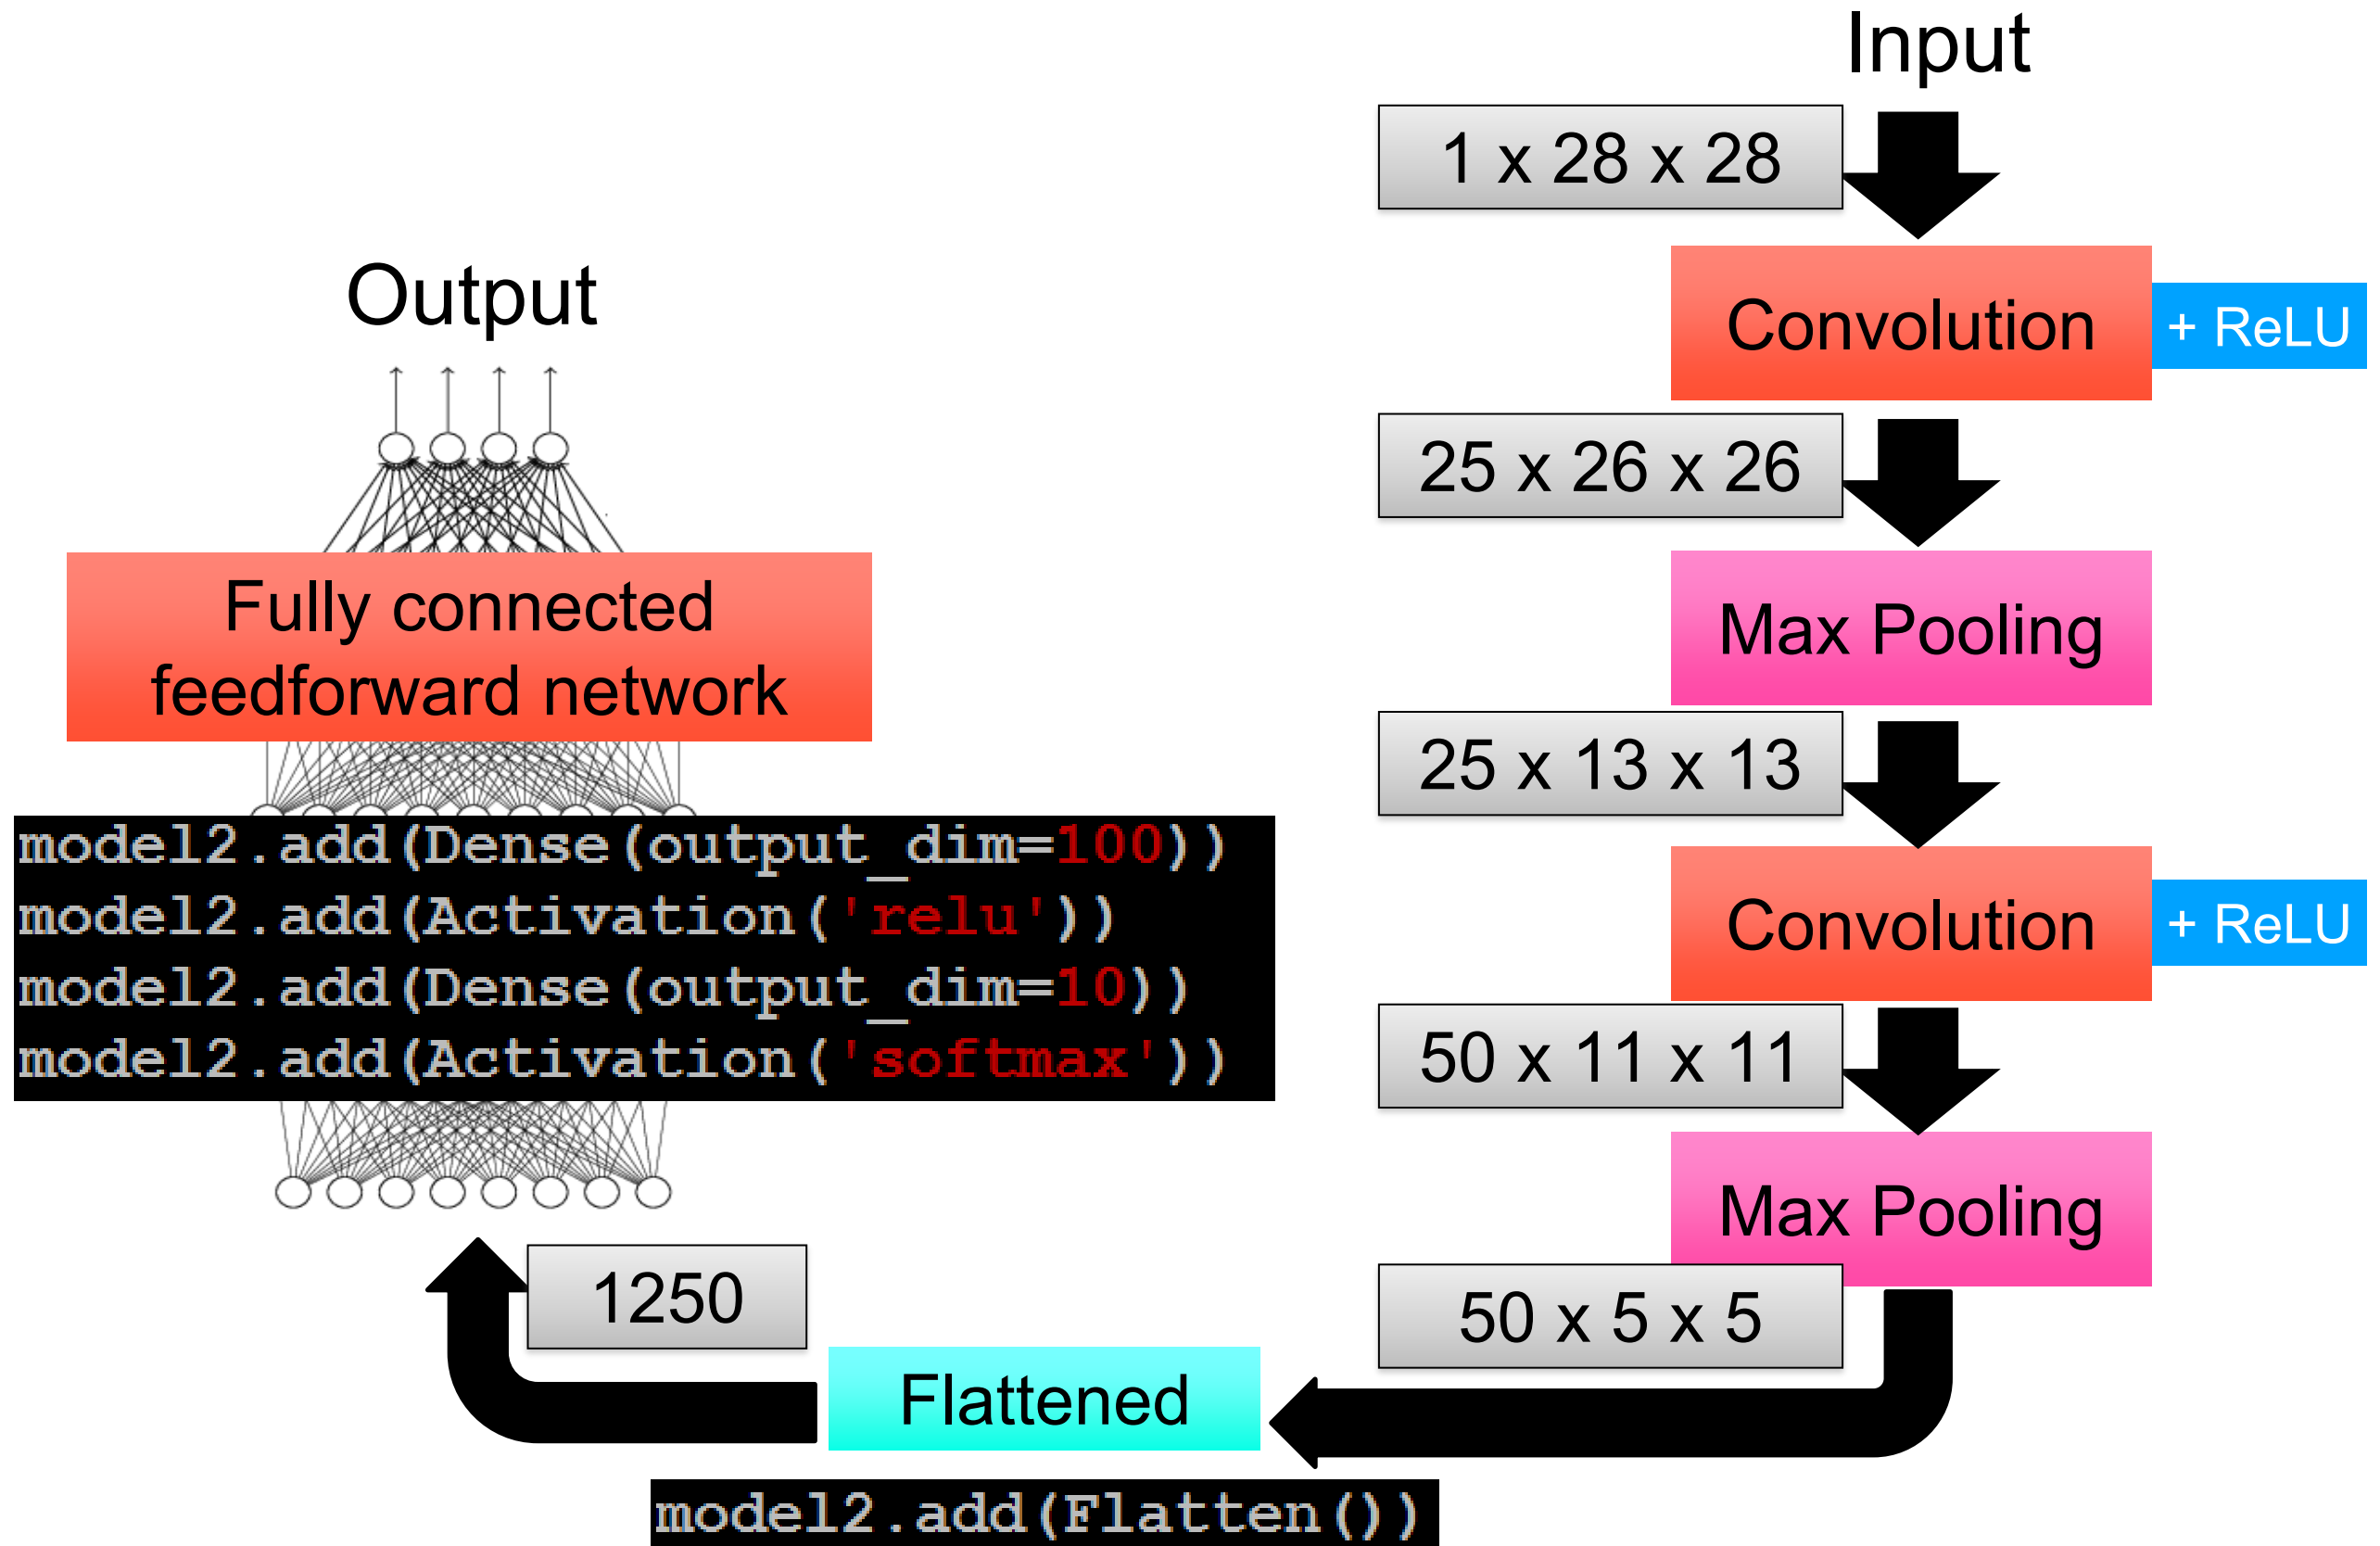 Input
1 x 28 x 28
Convolution
+ ReLU
25 x 26 x 26
Max Pooling
25 x 13 x 13
Convolution
+ ReLU
50 x 11 x 11
Max Pooling
50 x 5 x 5
Flattened
model2.add(Flatten())
1250
Output
Fully connected
feedforward network
model2.add(Dense(output_dim=100))
model2.add(Activation('relu'))
model2.add(Dense(output_dim=10))
model2.add(Activation('softmax'))